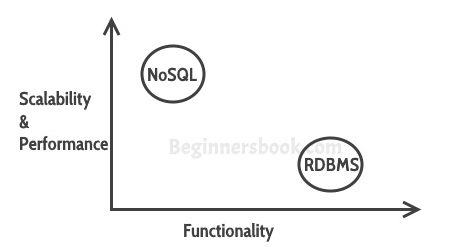 NoSQL
Scalability
&
Performance
Beginnersbook.com
RDBMS
Functionality